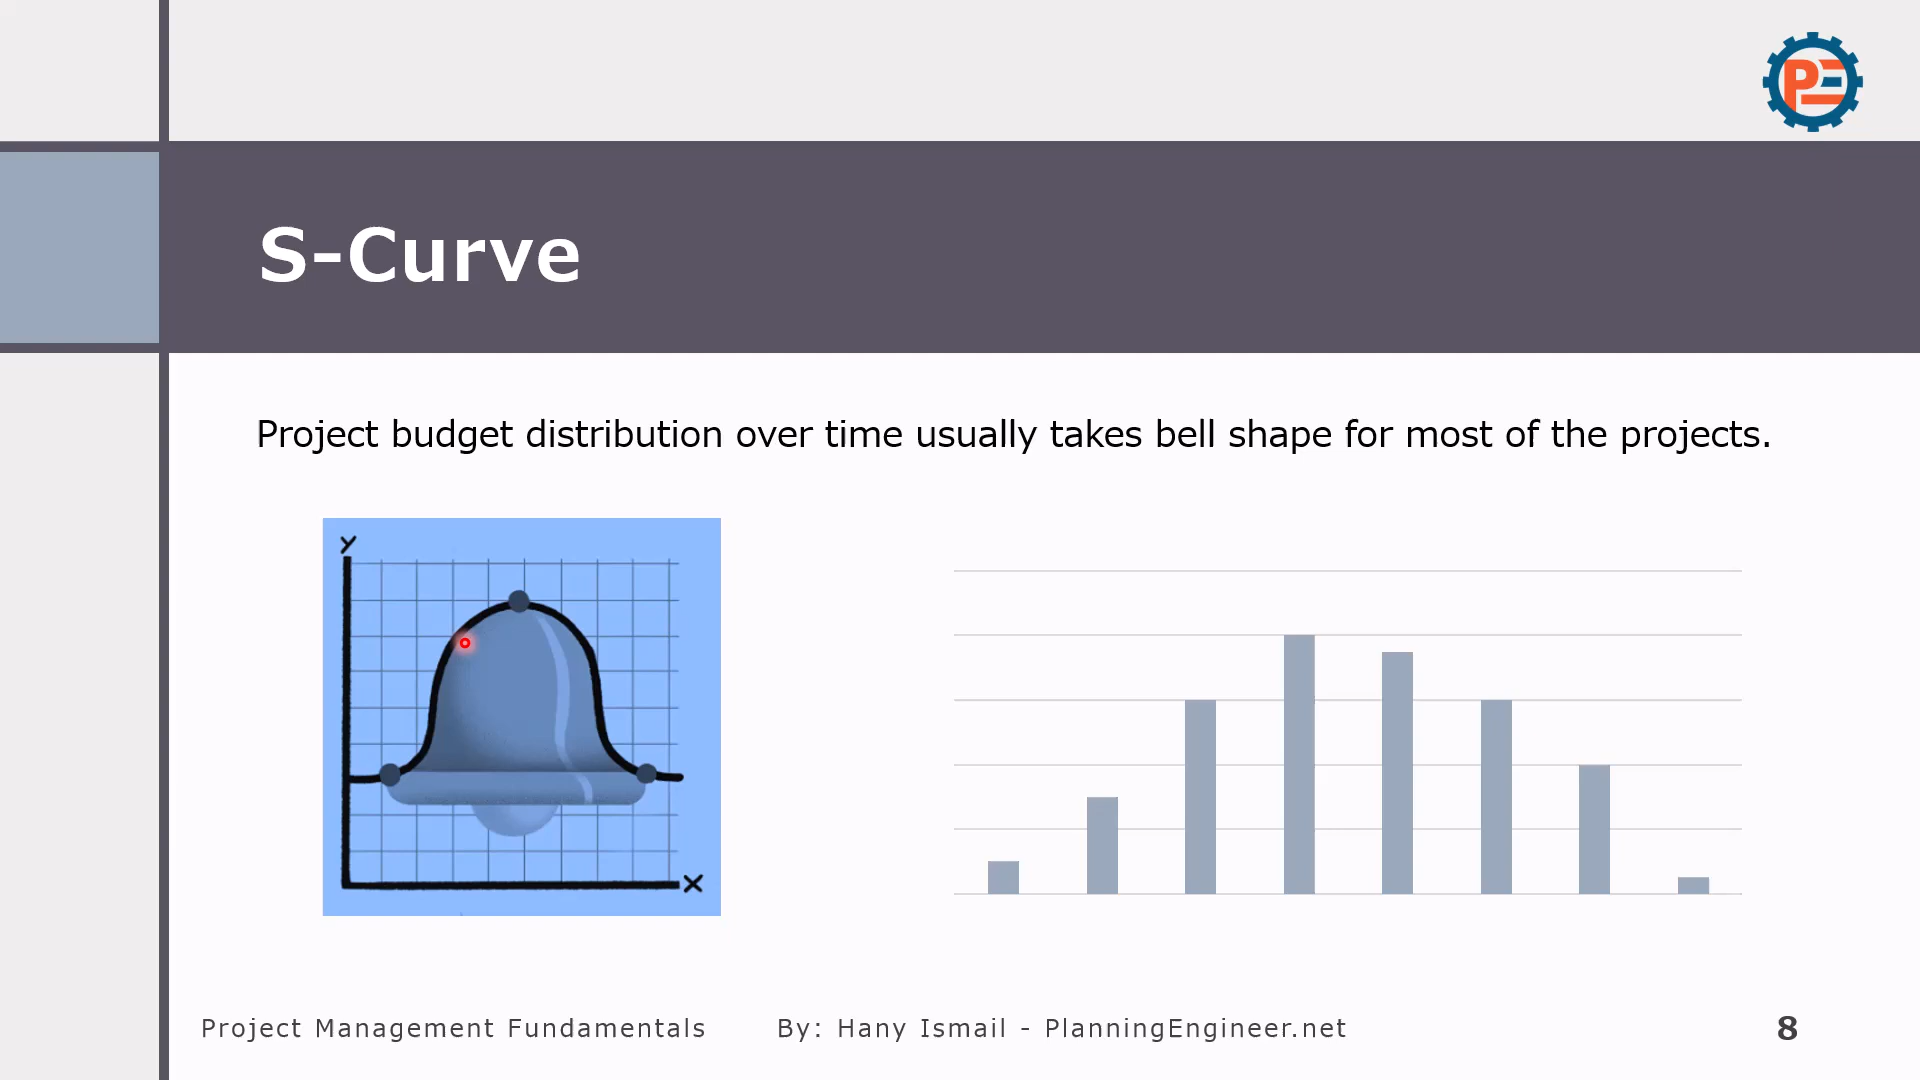 PE
S-Curve
Project budget distribution over time usually takes bell shape for most of the projects.
Y
X
Project Management Fundamentals By: Hany Ismail - PlanningEngineer.net 8